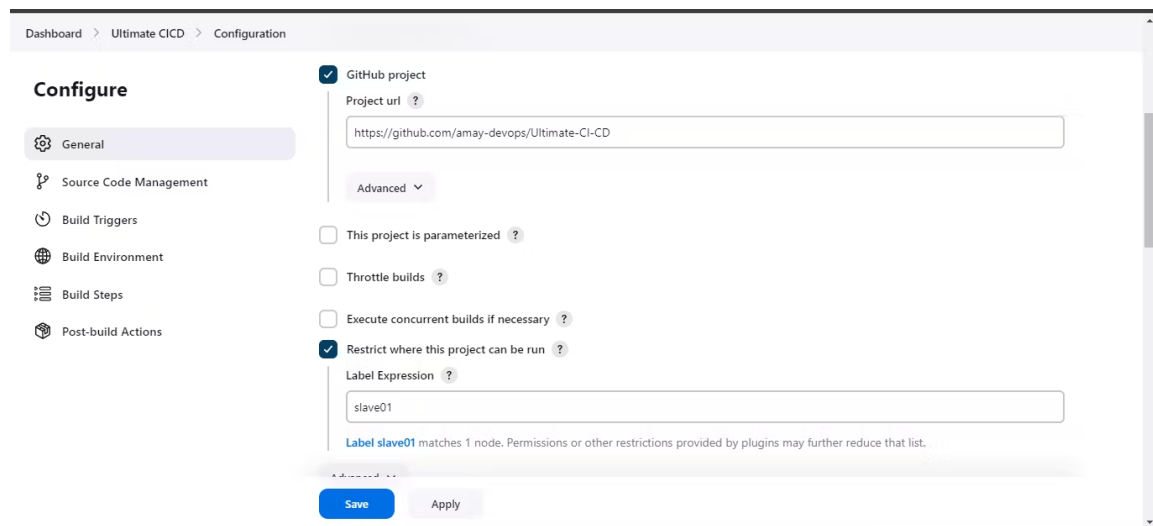 Dashboard > Ultimate CICD > Configuration
Configure
General
Source Code Management
Build Triggers
Build Environment
Build Steps
Post-build Actions
GitHub project
Project url ?
https://github.com/amay-devops/Ultimate-CI-CD
Advanced
This project is parameterized ?
Throttle builds ?
Execute concurrent builds if necessary ?
Restrict where this project can be run ?
Label Expression ?
slave01
Label slave01 matches 1 node. Permissions or other restrictions provided by plugins may further reduce that list.
Advanced
Save
Apply